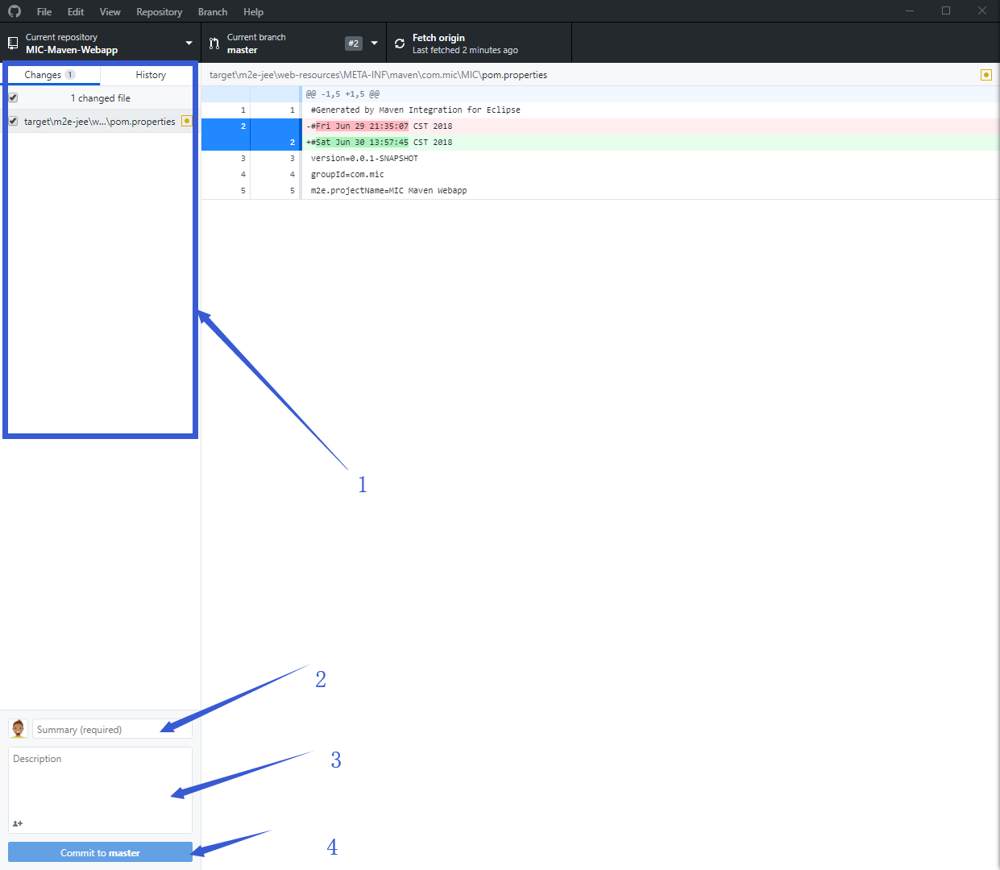 File Edit View Repository Branch Help
Current repository
MIC-Maven-Webapp
Current branch
master
#2
Fetch origin
Last fetched 2 minutes ago
Changes 1 History
1 changed file
target\m2e-jee\w...\pom.properties
target\m2e-jee\web-resources\META-INF\maven\com.mic\MIC\pom.properties
@@ -1,5 +1,5 @@
1 1 #Generated by Maven Integration for Eclipse
2 -#Fri Jun 29 21:35:07 CST 2018
2 +#Sat Jun 30 13:57:45 CST 2018
3 3 version=0.0.1-SNAPSHOT
4 4 groupId=com.mic
5 5 m2e.projectName=MIC Maven Webapp
1
2
Summary (required)
3
Description
4
Commit to master